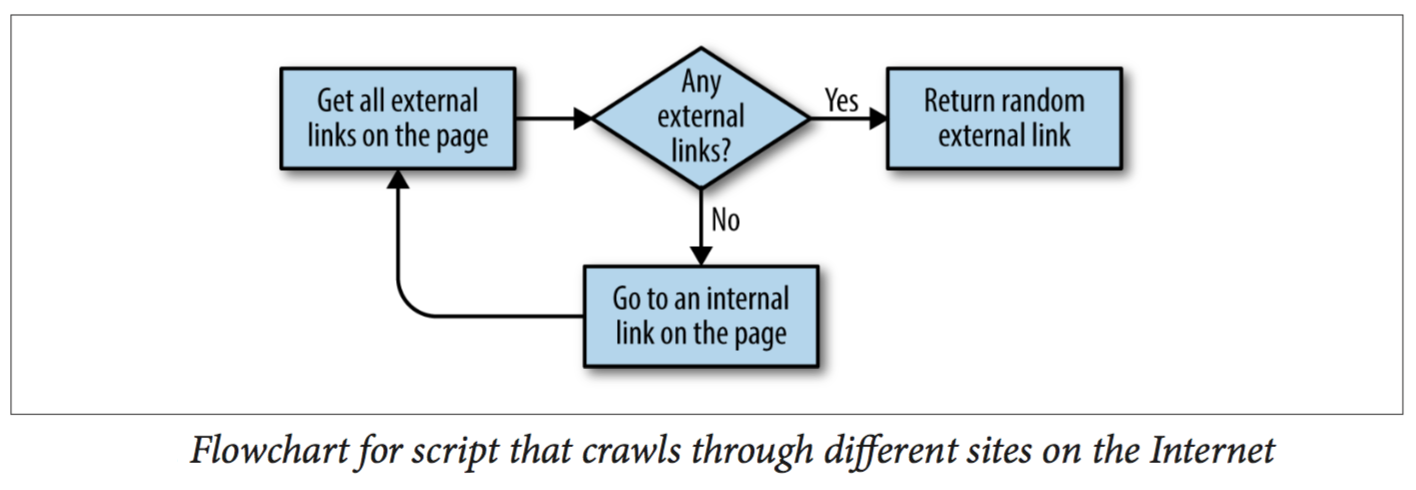 Get all external
links on the page
Any
external
links?
Yes
Return random
external link
No
Go to an internal
link on the page
Flowchart for script that crawls through different sites on the Internet